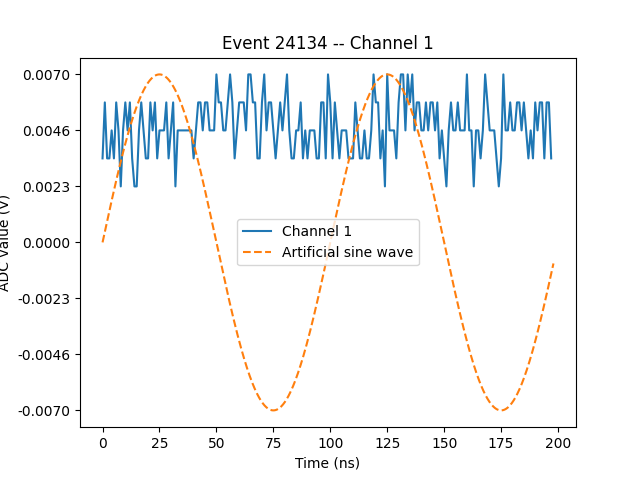 Event 24134 -- Channel 1
0.0070
0.0046
0.0023
0.0000
-0.0023
-0.0046
-0.0070
ADC Value (V)
Channel 1
Artificial sine wave
0 25 50 75 100 125 150 175 200
Time (ns)